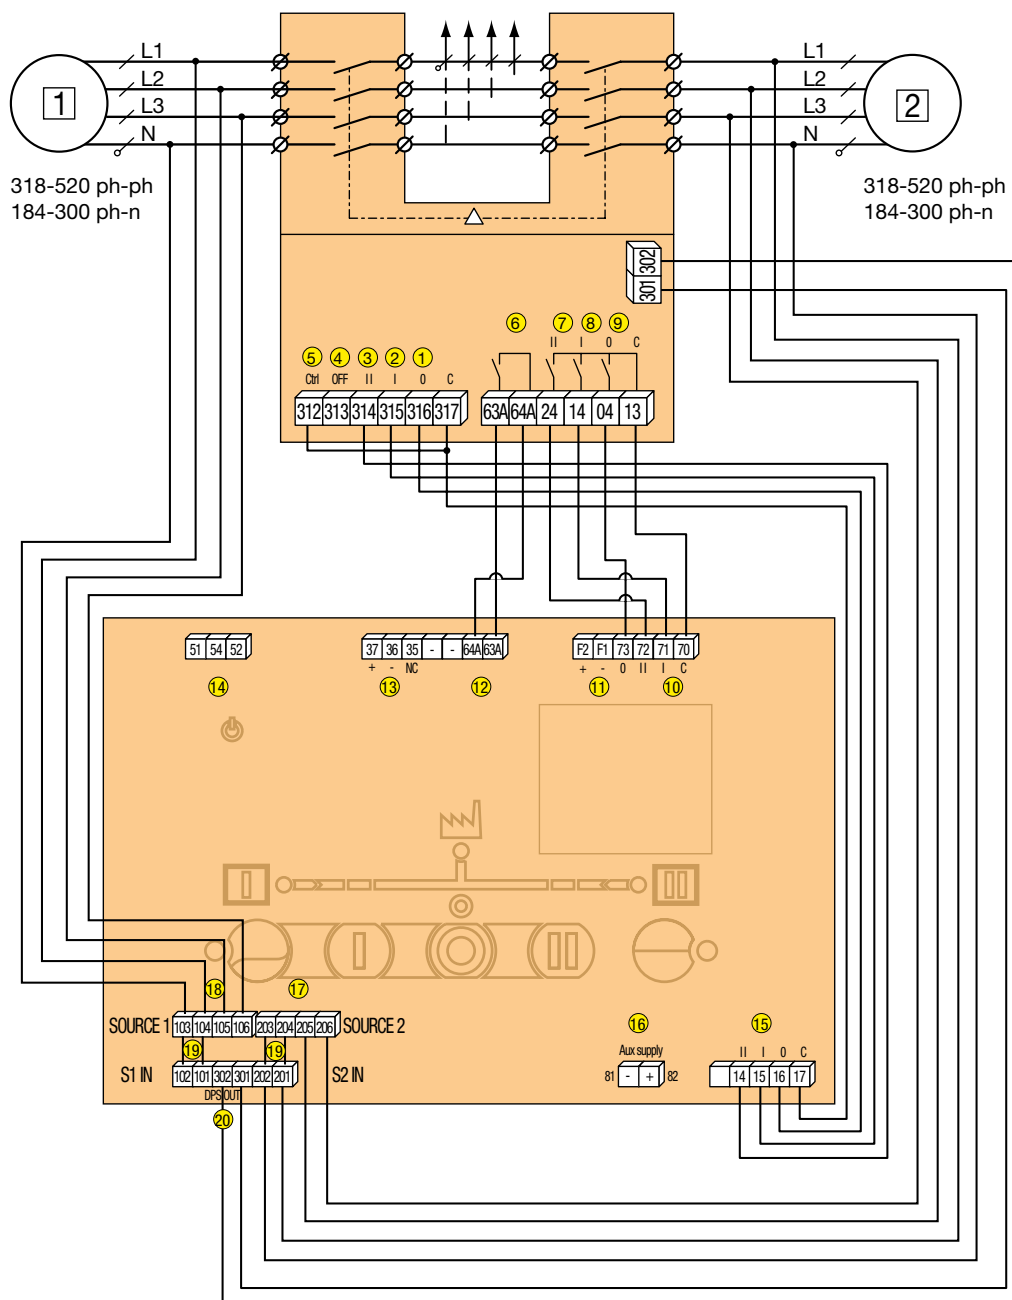 L1 L1
L2 L2
1 L3 L3 2
N N
318-520 ph-ph 318-520 ph-ph
184-300 ph-n 184-300 ph-n
302
301
6 7 8 9
II I 0 C
5 4 3 2 1
Ctrl OFF II I 0 C
312 313 314 315 316 317 63A 64A 24 14 04 13
51 54 52 37 36 35 - - 64A 63A F2 F1 73 72 71 70
+ - NC + - 0 II I C
14 13 12 11 10
18 17
SOURCE 1 103 104 105 106 203 204 205 206 SOURCE 2
16 15
19 19
Aux supply II I 0 C
S1 IN 102 101 302 301 202 201 S2 IN
81 - + 82 14 15 16 17
DPS OUT
20